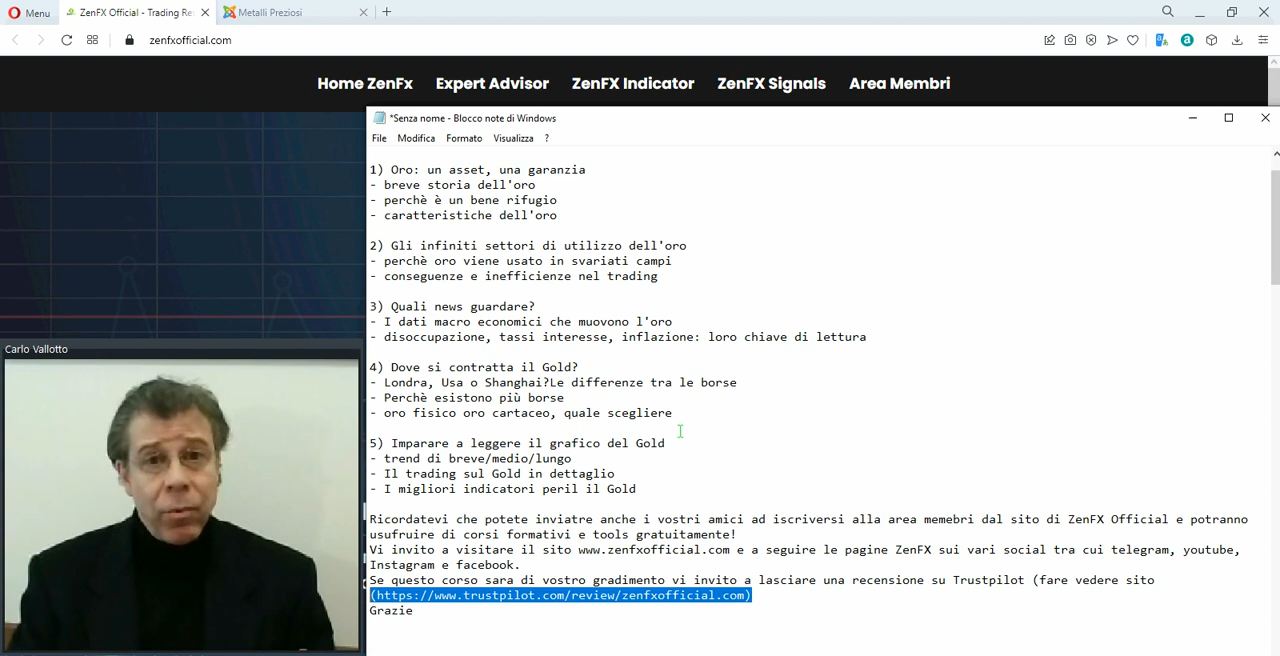 Menu
ZenFX Official - Trading Re
Metalli Preziosi
zenfxofficial.com
Home ZenFx
Expert Advisor
ZenFX Indicator
ZenFX Signals
Area Membri
*Senza nome - Blocco note di Windows
File Modifica Formato Visualizza ?
1) Oro: un asset, una garanzia
- breve storia dell'oro
- perchè è un bene rifugio
- caratteristiche dell'oro
2) Gli infiniti settori di utilizzo dell'oro
- perchè oro viene usato in svariati campi
- conseguenze e inefficienze nel trading
3) Quali news guardare?
- I dati macro economici che muovono l'oro
- disoccupazione, tassi interesse, inflazione: loro chiave di lettura
4) Dove si contratta il Gold?
- Londra, Usa o Shanghai?Le differenze tra le borse
- Perchè esistono più borse
- oro fisico oro cartaceo, quale scegliere
5) Imparare a leggere il grafico del Gold
- trend di breve/medio/lungo
- Il trading sul Gold in dettaglio
- I migliori indicatori peril il Gold
Ricordatevi che potete inviatre anche i vostri amici ad iscriversi alla area memebri dal sito di ZenFX Official e potranno
usufruire di corsi formativi e tools gratuitamente!
Vi invito a visitare il sito www.zenfxofficial.com e a seguire le pagine ZenFX sui vari social tra cui telegram, youtube,
Instagram e facebook.
Se questo corso sara di vostro gradimento vi invito a lasciare una recensione su Trustpilot (fare vedere sito
(https://www.trustpilot.com/review/zenfxofficial.com)
Grazie
Carlo Vallotto